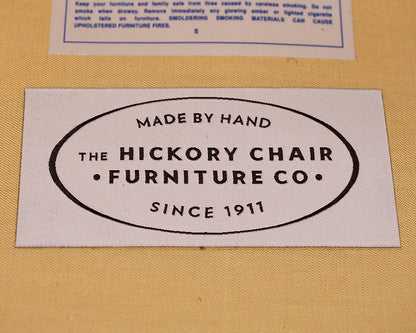 Keep your furniture and family safe from fires caused by careless smoking. Do not
smoke when drowsy. Remove immediately any glowing ember or lighted cigarette
which falls on furniture. SMOLDERING SMOKING MATERIALS CAN CAUSE
UPHOLSTERED FURNITURE FIRES.
S
MADE BY HAND
THE HICKORY CHAIR
• FURNITURE CO •
SINCE 1911